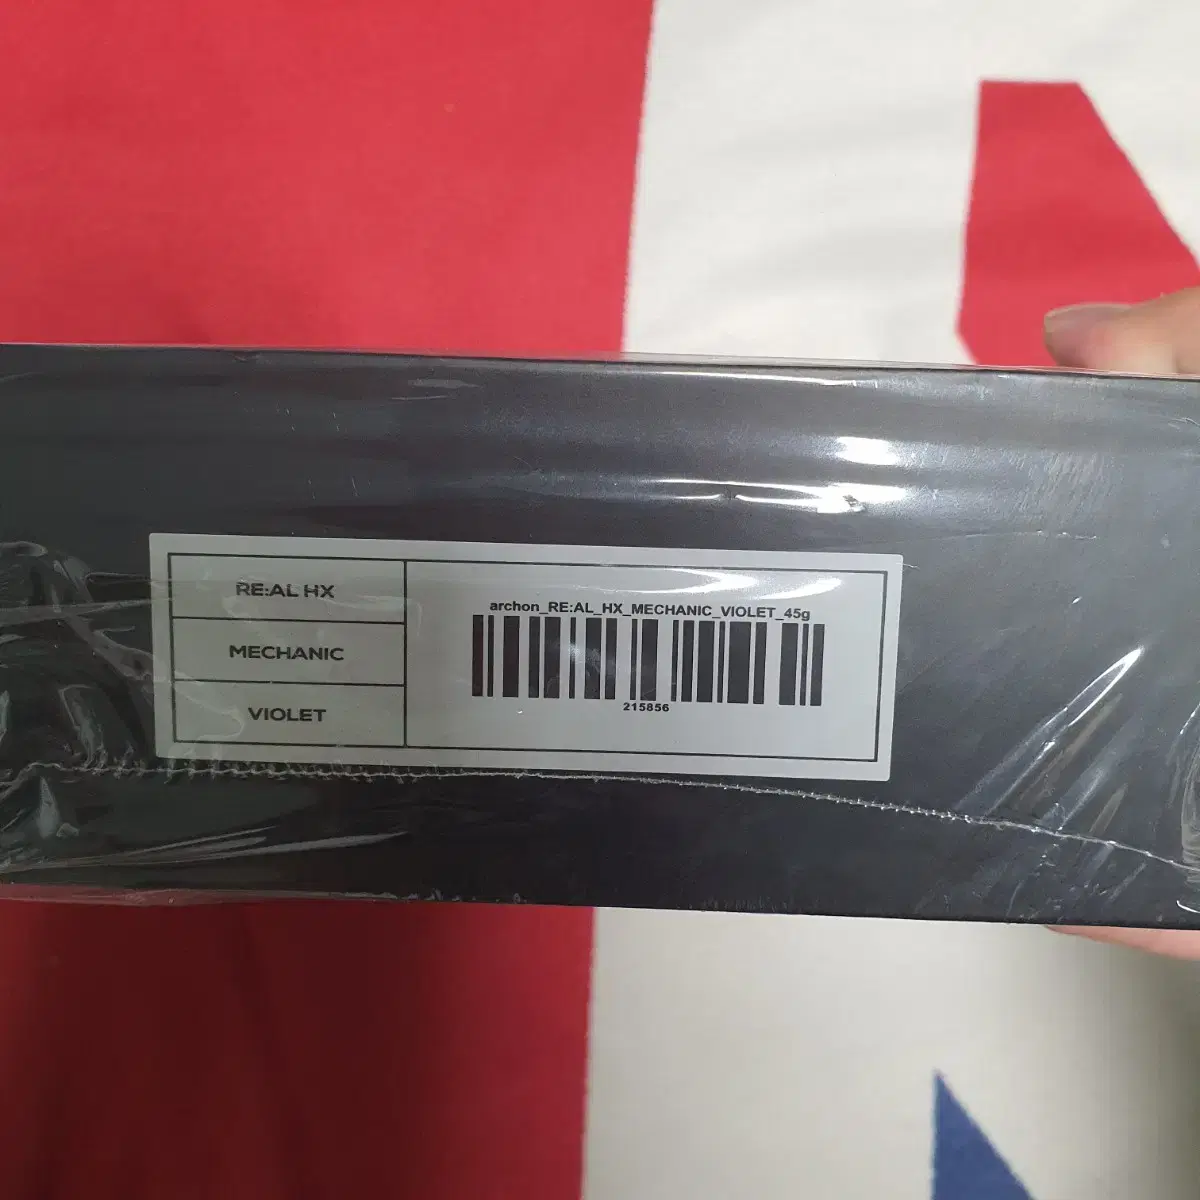 RE:AL HX
MECHANIC
VIOLET
archon_RE:AL_HX_MECHANIC_VIOLET_45g
215856